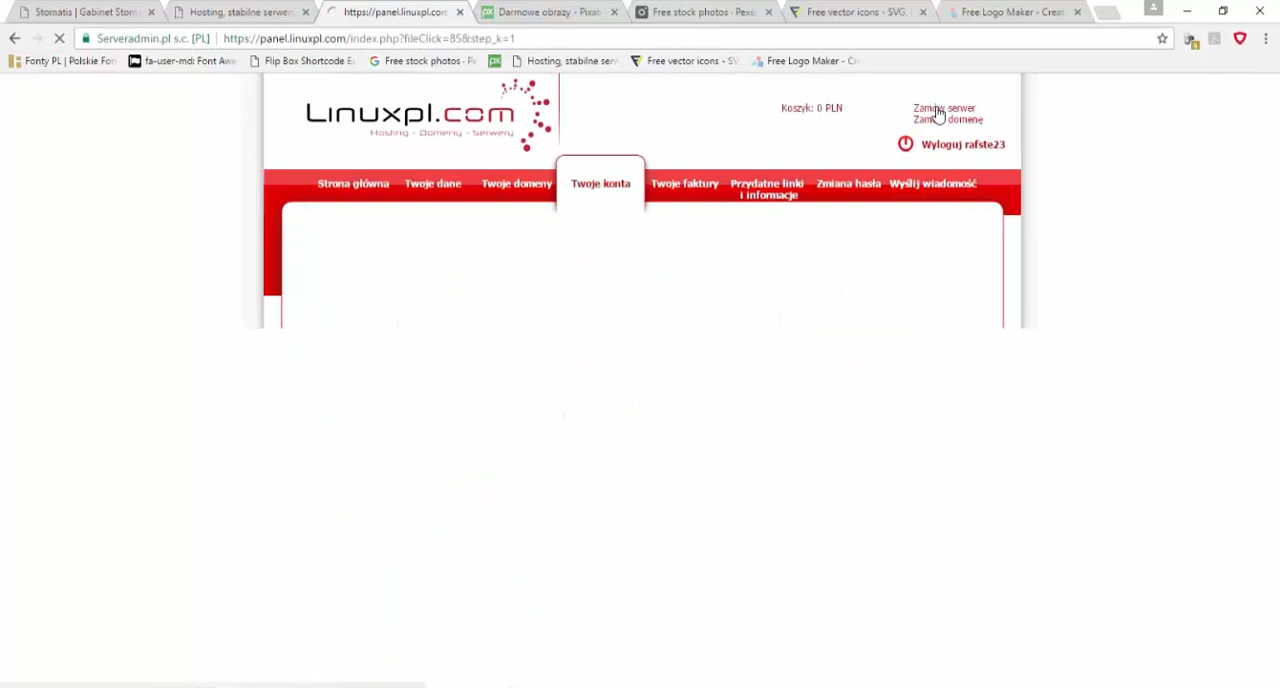 Stomatis | Gabinet Stom
Hosting, stabilne serwery
https://panel.linuxpl.com
Darmowe obrazy - Pixab
Free stock photos · Pexe
Free vector icons - SVG,
Free Logo Maker - Creat
Serveradmin.pl s.c. [PL]
https://panel.linuxpl.com/index.php?fileClick=85&step_k=1
Fonty PL | Polskie Fon
fa-user-md: Font Awe
Flip Box Shortcode Ex
Free stock photos · Pe
Hosting, stabilne serw
Free vector icons - SV
Free Logo Maker - Cre
Linuxpl.com
Hosting - Domeny - Serwery
Koszyk: 0 PLN
Zamów serwer
Zamów domenę
Wyloguj rafste23
Strona główna
Twoje dane
Twoje domeny
Twoje konta
Twoje faktury
Przydatne linki
i informacje
Zmiana hasła
Wyślij wiadomość